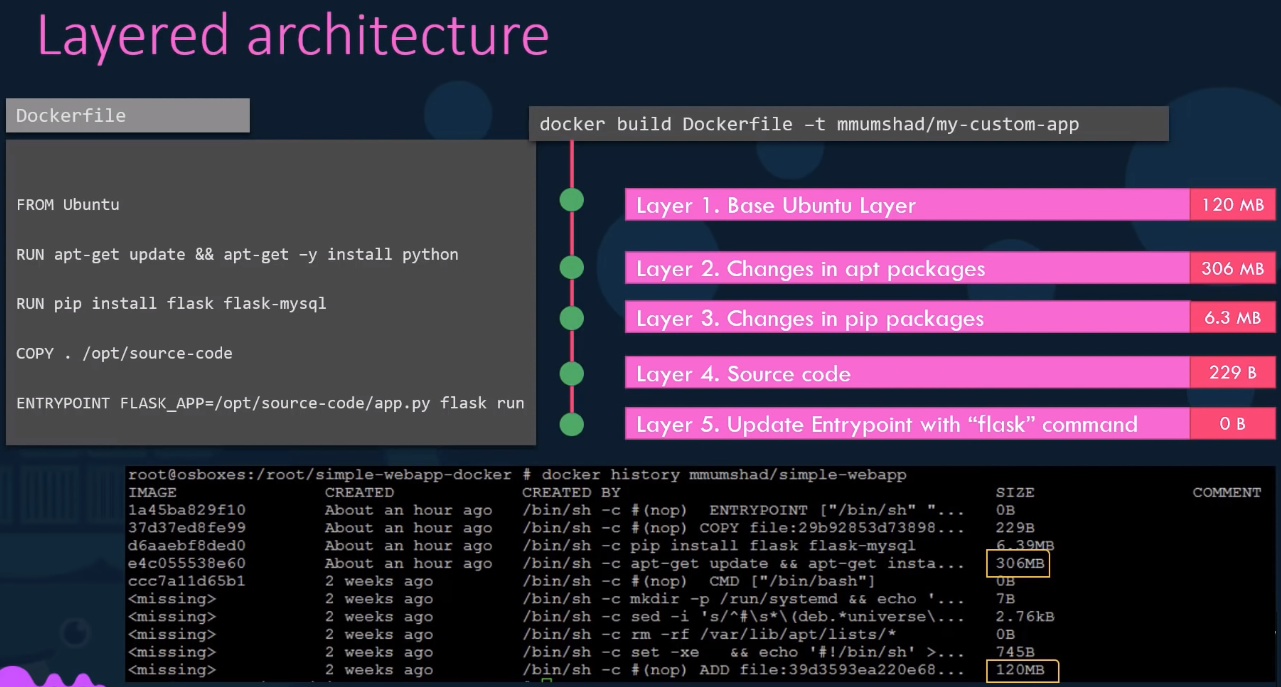 Layered architecture
Dockerfile
docker build Dockerfile –t mmumshad/my-custom-app
FROM Ubuntu
RUN apt-get update && apt-get –y install python
RUN pip install flask flask-mysql
COPY . /opt/source-code
ENTRYPOINT FLASK_APP=/opt/source-code/app.py flask run
Layer 1. Base Ubuntu Layer 120 MB
Layer 2. Changes in apt packages 306 MB
Layer 3. Changes in pip packages 6.3 MB
Layer 4. Source code 229 B
Layer 5. Update Entrypoint with “flask” command 0 B
root@osboxes:/root/simple-webapp-docker # docker history mmumshad/simple-webapp
IMAGE CREATED CREATED BY SIZE COMMENT
1a45ba829f10 About an hour ago /bin/sh -c #(nop) ENTRYPOINT ["/bin/sh" "... 0B
37d37ed8fe99 About an hour ago /bin/sh -c #(nop) COPY file:29b92853d73898... 229B
d6aaebf8ded0 About an hour ago /bin/sh -c pip install flask flask-mysql 6.39MB
e4c055538e60 About an hour ago /bin/sh -c apt-get update && apt-get insta... 306MB
ccc7a11d65b1 2 weeks ago /bin/sh -c #(nop) CMD ["/bin/bash"] 0B
<missing> 2 weeks ago /bin/sh -c mkdir -p /run/systemd && echo '... 7B
<missing> 2 weeks ago /bin/sh -c sed -i 's/^#\s*\(deb.*universe\... 2.76kB
<missing> 2 weeks ago /bin/sh -c rm -rf /var/lib/apt/lists/* 0B
<missing> 2 weeks ago /bin/sh -c set -xe && echo '#!/bin/sh' >... 745B
<missing> 2 weeks ago /bin/sh -c #(nop) ADD file:39d3593ea220e68... 120MB